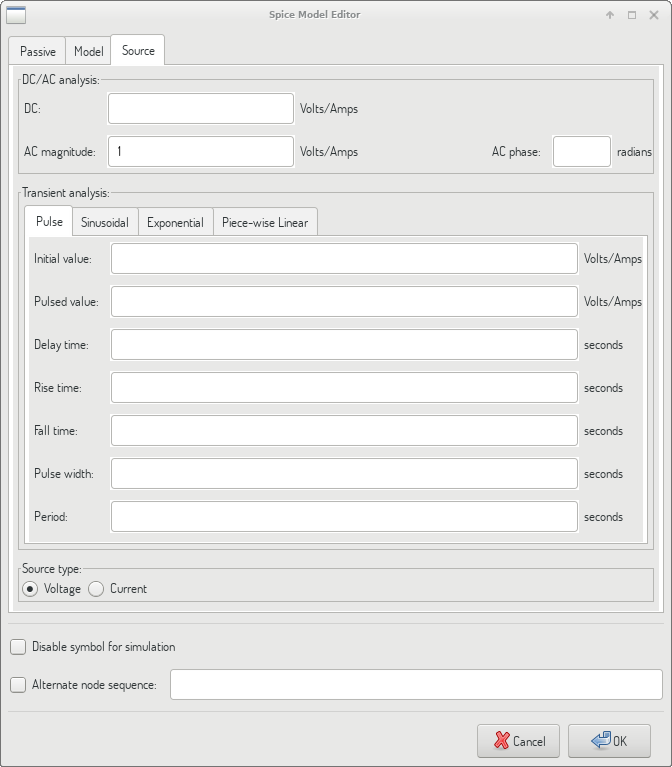 Spice Model Editor
Passive Model Source
DC/AC analysis:
DC: Volts/Amps
AC magnitude: 1 Volts/Amps AC phase: radians
Transient analysis:
Pulse Sinusoidal Exponential Piece-wise Linear
Initial value: Volts/Amps
Pulsed value: Volts/Amps
Delay time: seconds
Rise time: seconds
Fall time: seconds
Pulse width: seconds
Period: seconds
Source type:
Voltage Current
Disable symbol for simulation
Alternate node sequence:
Cancel OK